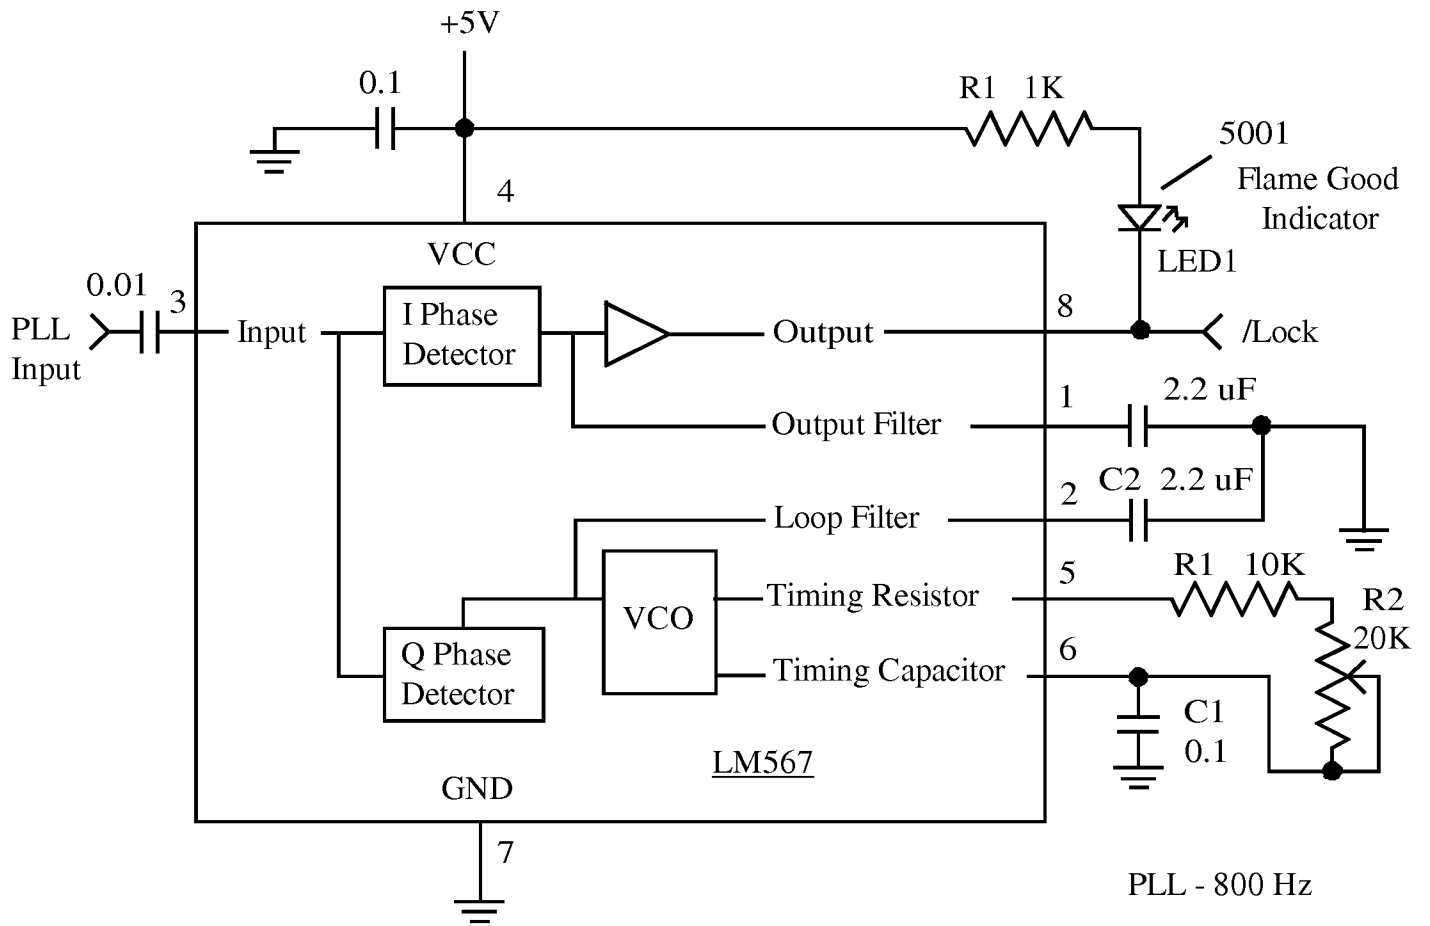 +5V
0.1
R1 1K
5001
Flame Good
Indicator
4
VCC
LED1
0.01
3
PLL
Input
Input
I Phase
Detector
Output
8
/Lock
1
2.2 uF
Output Filter
C2 2.2 uF
2
Loop Filter
5
R1 10K
R2
20K
Timing Resistor
VCO
6
Q Phase
Detector
Timing Capacitor
C1
0.1
LM567
GND
7
PLL - 800 Hz